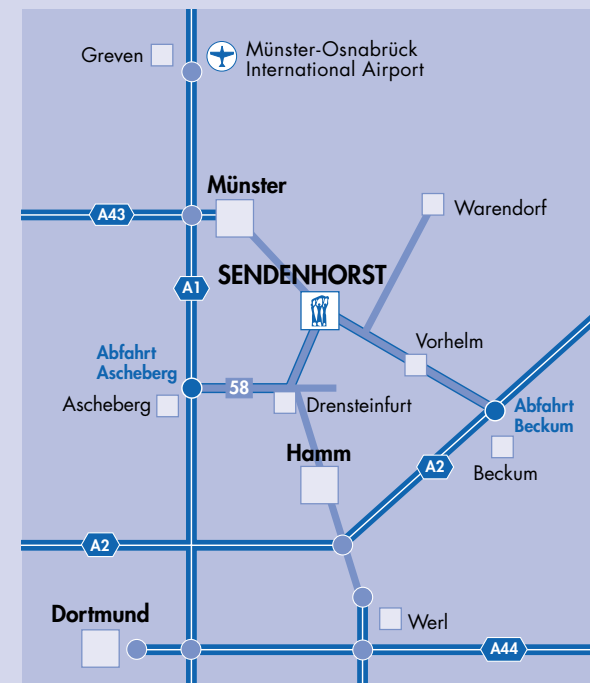 Greven
Münster-Osnabrück
International Airport
Münster
A43
Warendorf
SENDENHORST
A1
Vorhelm
Abfahrt
Ascheberg
58
Ascheberg
Drensteinfurt
Abfahrt
Beckum
Hamm
A2
Beckum
A2
Dortmund
Werl
A44